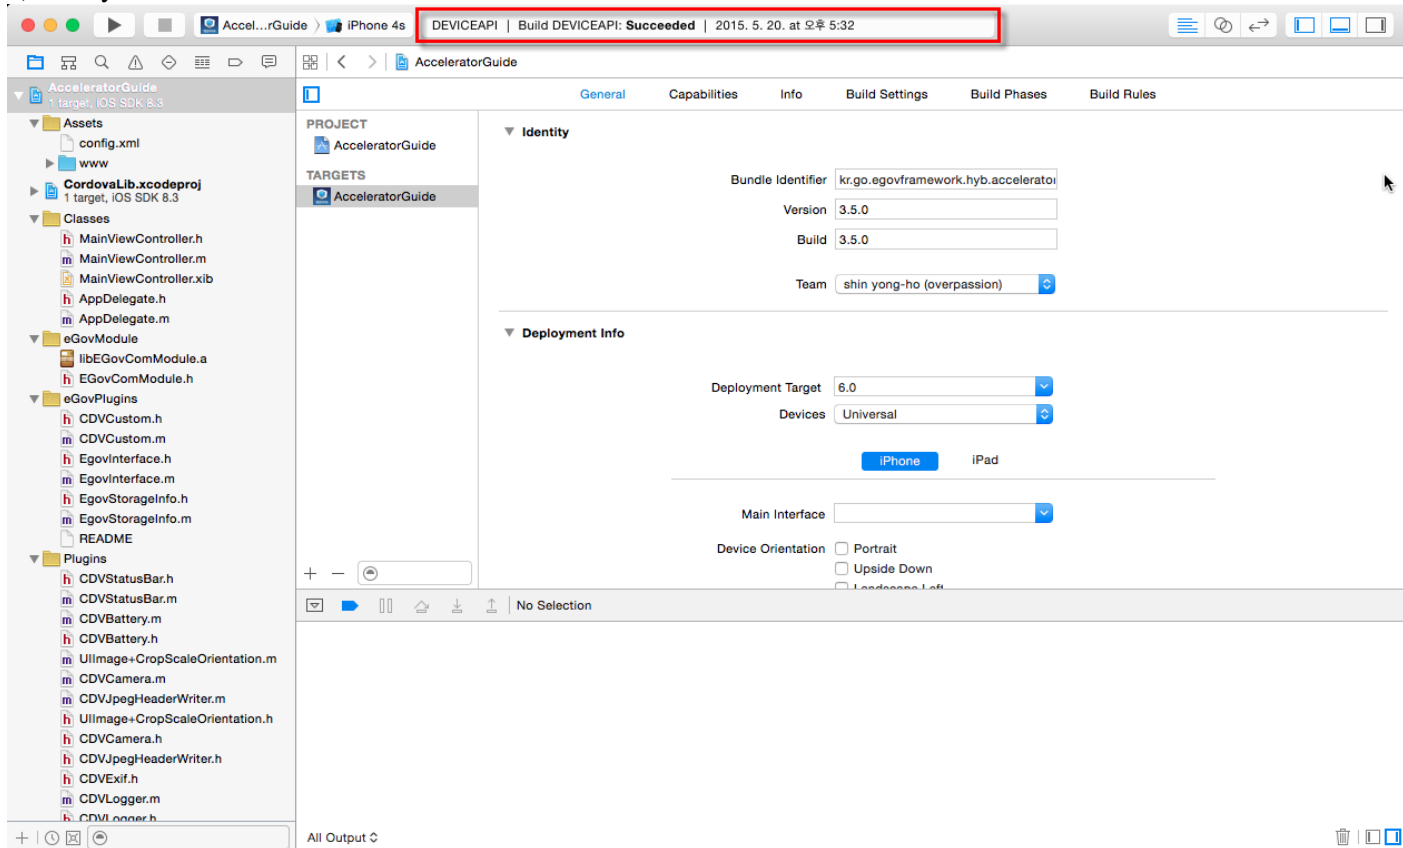 Accel...rGuide
iPhone 4s
DEVICEAPI | Build DEVICEAPI: Succeeded | 2015. 5. 20. at 오후 5:32
AcceleratorGuide
AcceleratorGuide
1 target, iOS SDK 8.3
General Capabilities Info Build Settings Build Phases Build Rules
Assets
config.xml
www
CordovaLib.xcodeproj
1 target, iOS SDK 8.3
Classes
MainViewController.h
MainViewController.m
MainViewController.xib
AppDelegate.h
AppDelegate.m
eGovModule
libEGovComModule.a
EGovComModule.h
eGovPlugins
CDVCustom.h
CDVCustom.m
EgovInterface.h
EgovInterface.m
EgovStorageInfo.h
EgovStorageInfo.m
README
Plugins
CDVStatusBar.h
CDVStatusBar.m
CDVBattery.m
CDVBattery.h
UIImage+CropScaleOrientation.m
CDVCamera.m
CDVJpegHeaderWriter.m
UIImage+CropScaleOrientation.h
CDVCamera.h
CDVJpegHeaderWriter.h
CDVExif.h
CDVLogger.m
CDVLogger.h
PROJECT
AcceleratorGuide
TARGETS
AcceleratorGuide
Identity
Bundle Identifier kr.go.egovframework.hyb.accelerator
Version 3.5.0
Build 3.5.0
Team shin yong-ho (overpassion)
Deployment Info
Deployment Target 6.0
Devices Universal
iPhone iPad
Main Interface
Device Orientation Portrait
Upside Down
Landscape Left
No Selection
All Output